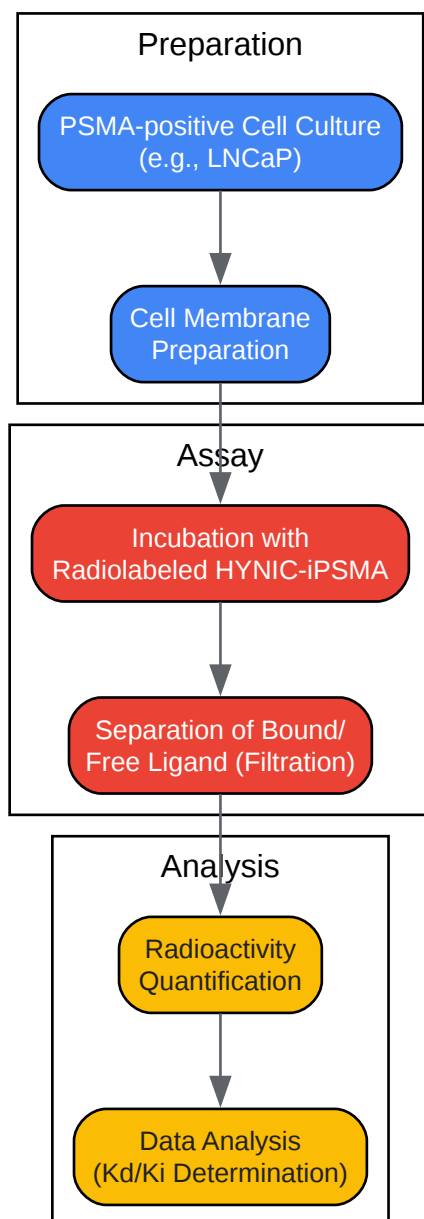 Preparation
PSMA-positive Cell Culture
(e.g., LNCaP)
Cell Membrane
Preparation
Assay
Incubation with
Radiolabeled HYNIC-iPSMA
Separation of Bound/
Free Ligand (Filtration)
Analysis
Radioactivity
Quantification
Data Analysis
(Kd/Ki Determination)